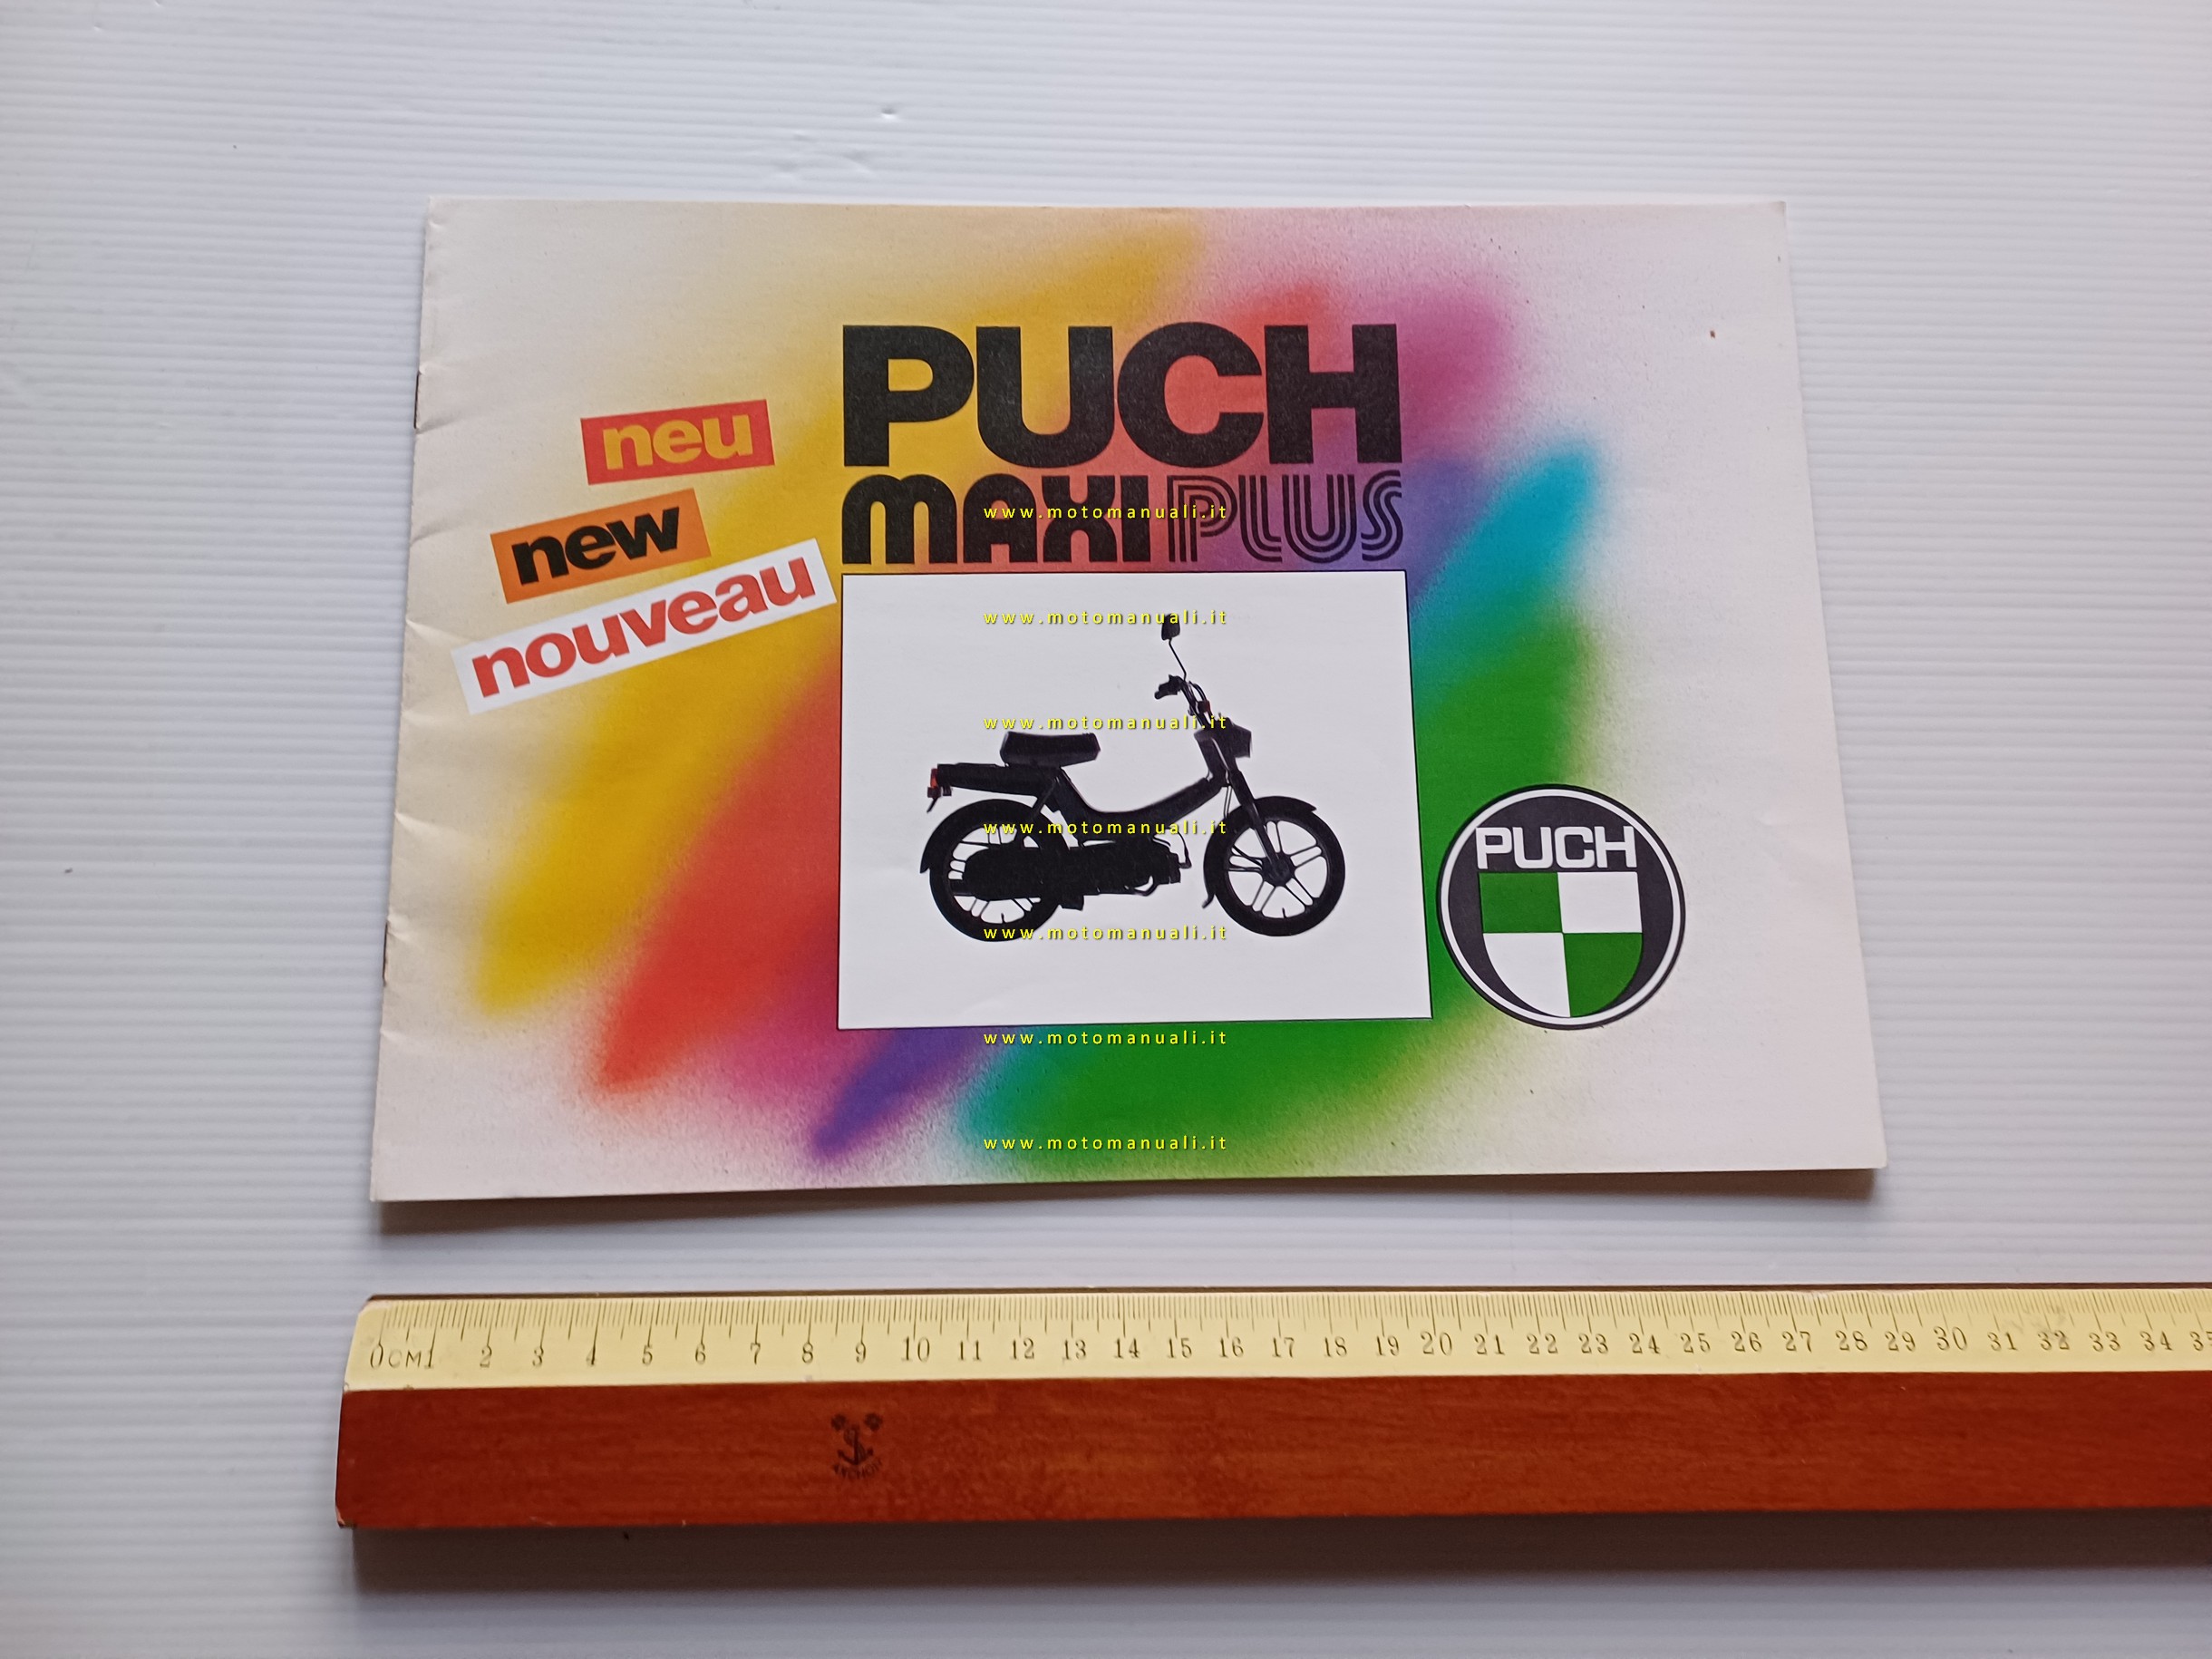 PUCH
MAXI PLUS
neu
new
nouveau
www.motomanuali.it
www.motomanuali.it
www.motomanuali.it
www.motomanuali.it
www.motomanuali.it
www.motomanuali.it
www.motomanuali.it
PUCH
0CM1 2 3 4 5 6 7 8 9 10 11 12 13 14 15 16 17 18 19 20 21 22 23 24 25 26 27 28 29 30 31 32 33 34 35
ANCHOR